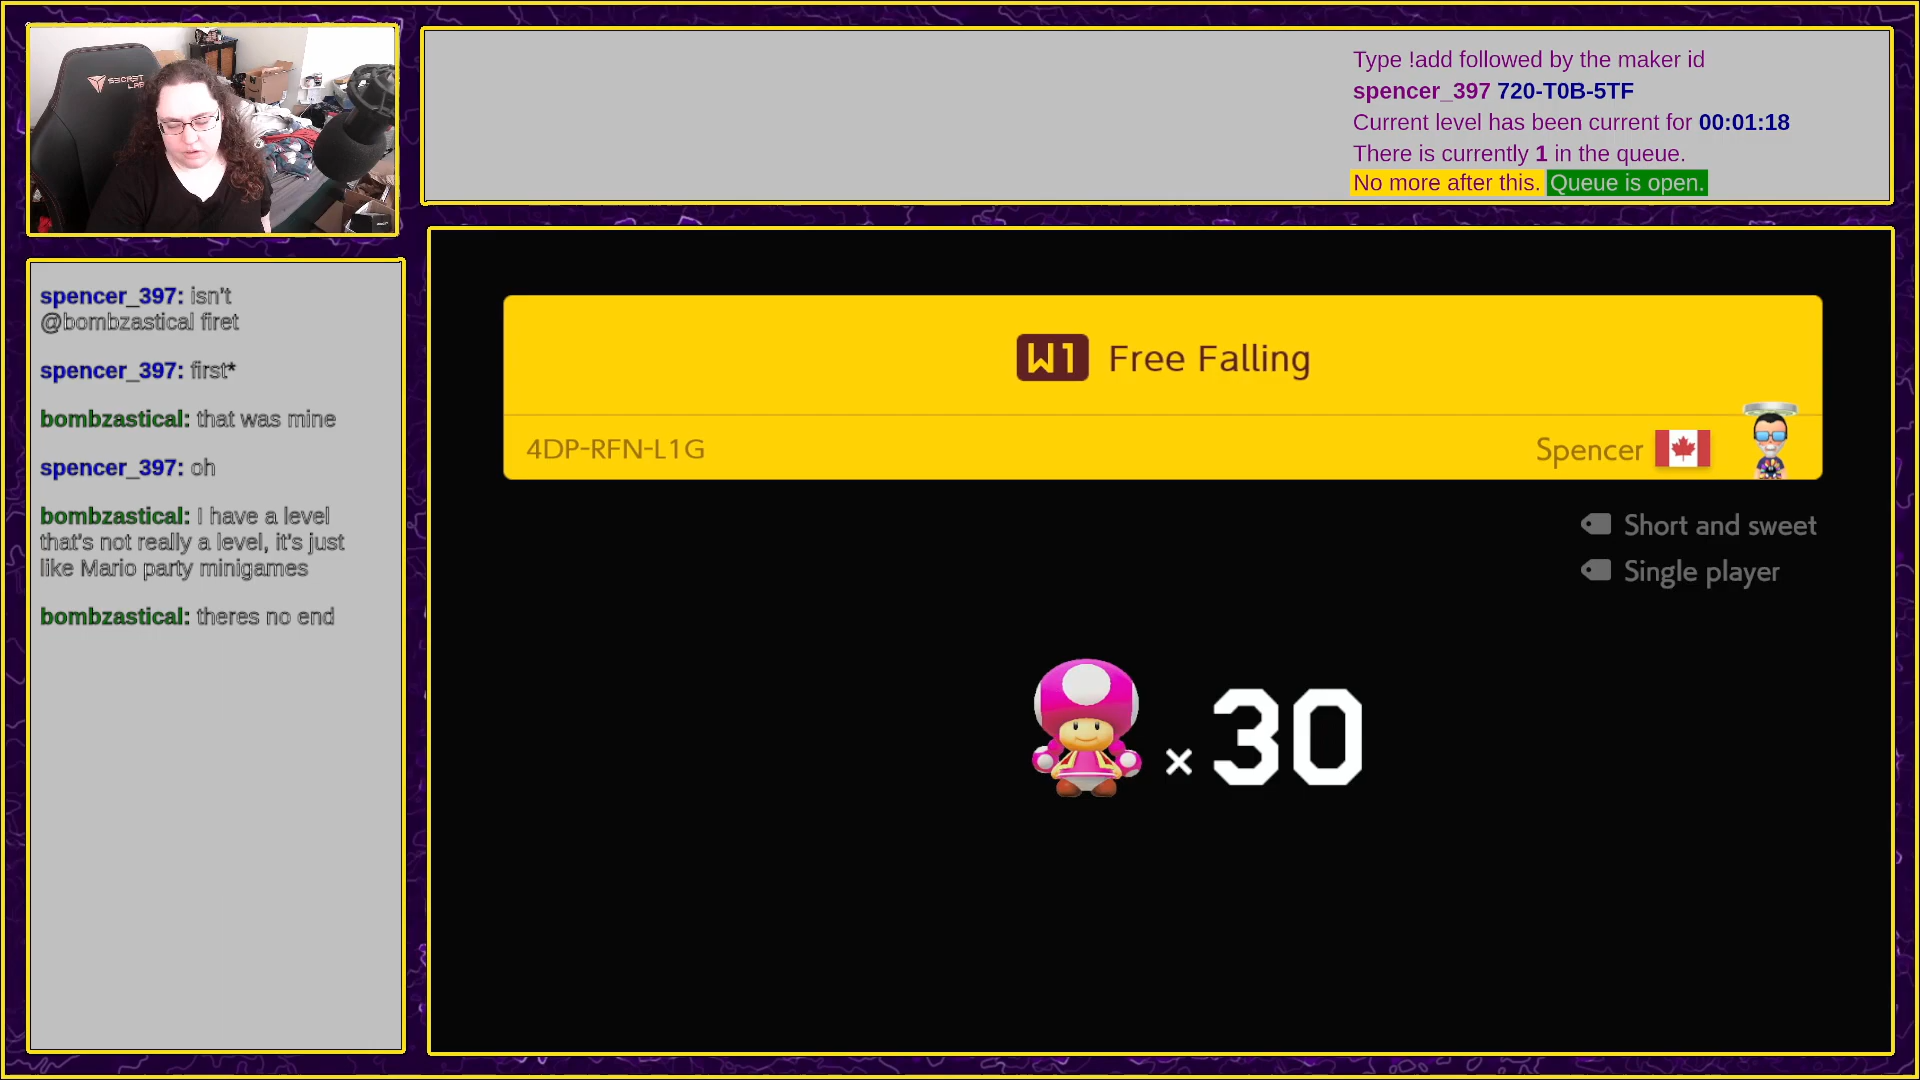 SECRET
LAB
Type !add followed by the maker id
spencer_397 720-T0B-5TF
Current level has been current for 00:01:18
There is currently 1 in the queue.
No more after this. Queue is open.
spencer_397: isn't
@bombzastical firet
spencer_397: first*
bombzastical: that was mine
spencer_397: oh
bombzastical: I have a level
that's not really a level, it's just
like Mario party minigames
bombzastical: theres no end
W1 Free Falling
4DP-RFN-L1G
Spencer
Short and sweet
Single player
× 30